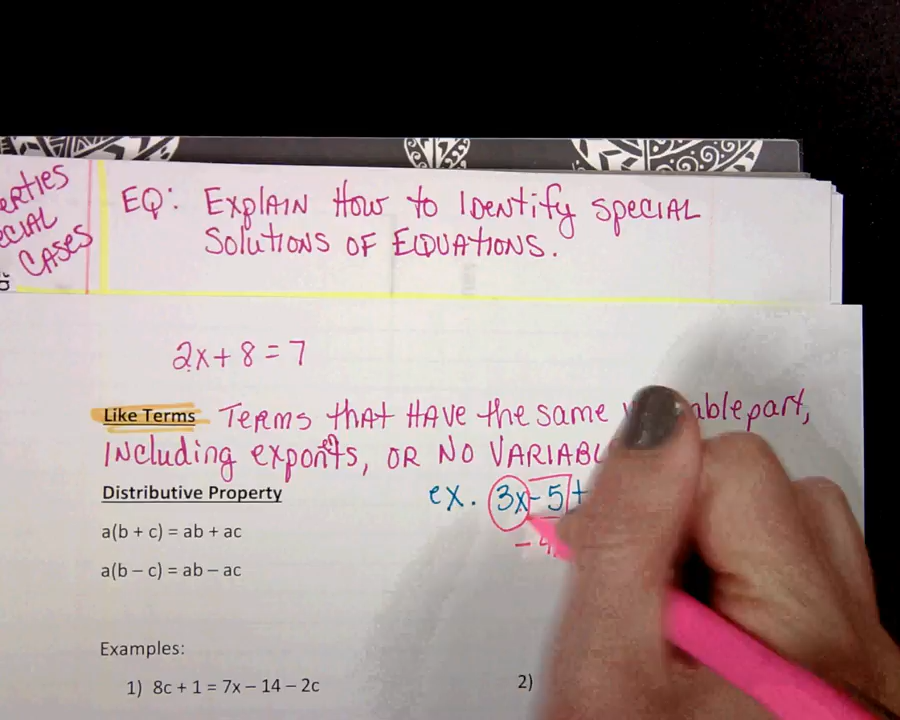 ERTIES
ECIAL
CASES
EQ: EXPLAIN HOW to IDENtify SPECIAL
SOlutIONS OF EQUATIONS.
2x + 8 = 7
Like Terms TERMS tHAT HAVE the SAME part,
INCluding exponets, OR NO
Distributive Property
ex. 3x - 5 +
a(b + c) = ab + ac
a(b – c) = ab – ac
Examples:
1) 8c + 1 = 7x – 14 – 2c
2)